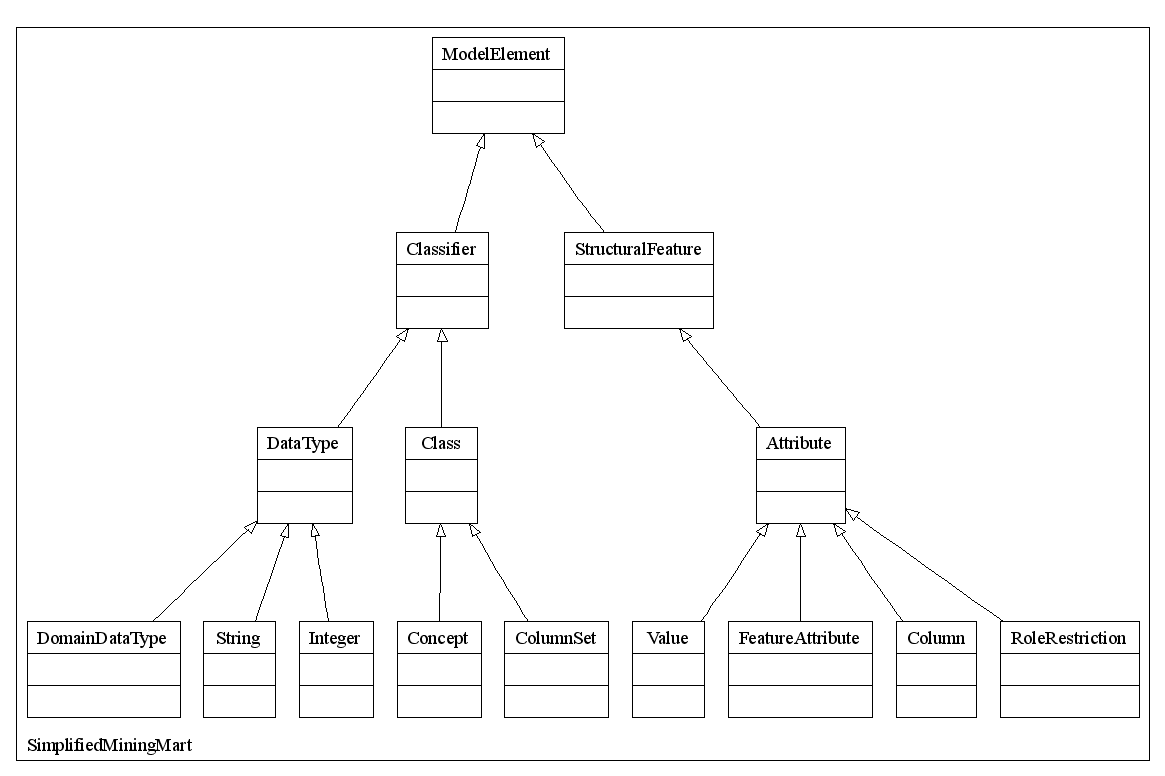 ModelElement
Classifier
StructuralFeature
DataType
Class
Attribute
DomainDataType
String
Integer
Concept
ColumnSet
Value
FeatureAttribute
Column
RoleRestriction
SimplifiedMiningMart